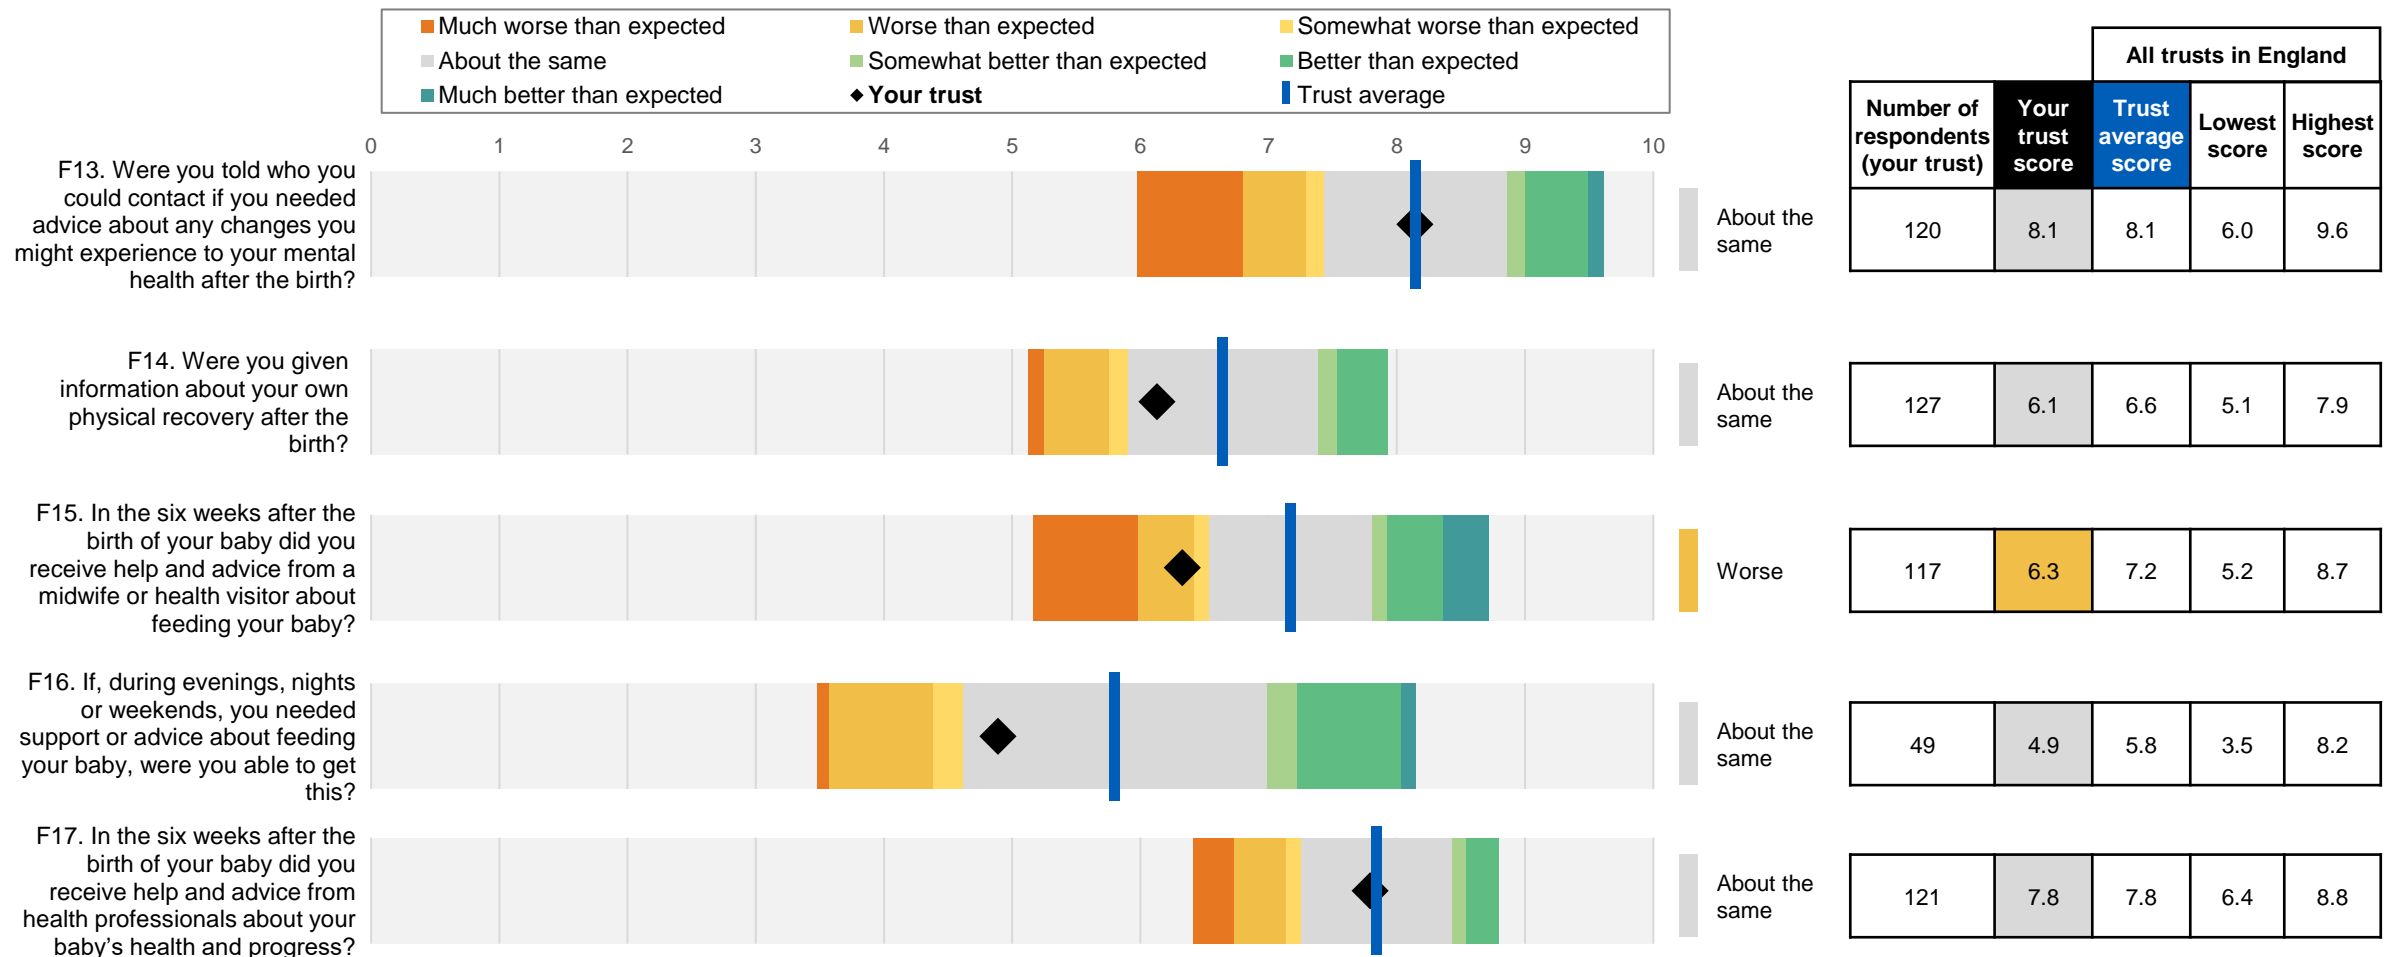 Much worse than expected
Worse than expected
Somewhat worse than expected
About the same
Somewhat better than expected
Better than expected
Much better than expected
Your trust
Trust average
All trusts in England
Number of
respondents
(your trust)
Your
trust
score
Trust
average
score
Lowest
score
Highest
score
0 1 2 3 4 5 6 7 8 9 10
F13. Were you told who you
could contact if you needed
advice about any changes you
might experience to your mental
health after the birth?
About the
same
120 8.1 8.1 6.0 9.6
F14. Were you given
information about your own
physical recovery after the
birth?
About the
same
127 6.1 6.6 5.1 7.9
F15. In the six weeks after the
birth of your baby did you
receive help and advice from a
midwife or health visitor about
feeding your baby?
Worse
117 6.3 7.2 5.2 8.7
F16. If, during evenings, nights
or weekends, you needed
support or advice about feeding
your baby, were you able to get
this?
About the
same
49 4.9 5.8 3.5 8.2
F17. In the six weeks after the
birth of your baby did you
receive help and advice from
health professionals about your
baby’s health and progress?
About the
same
121 7.8 7.8 6.4 8.8